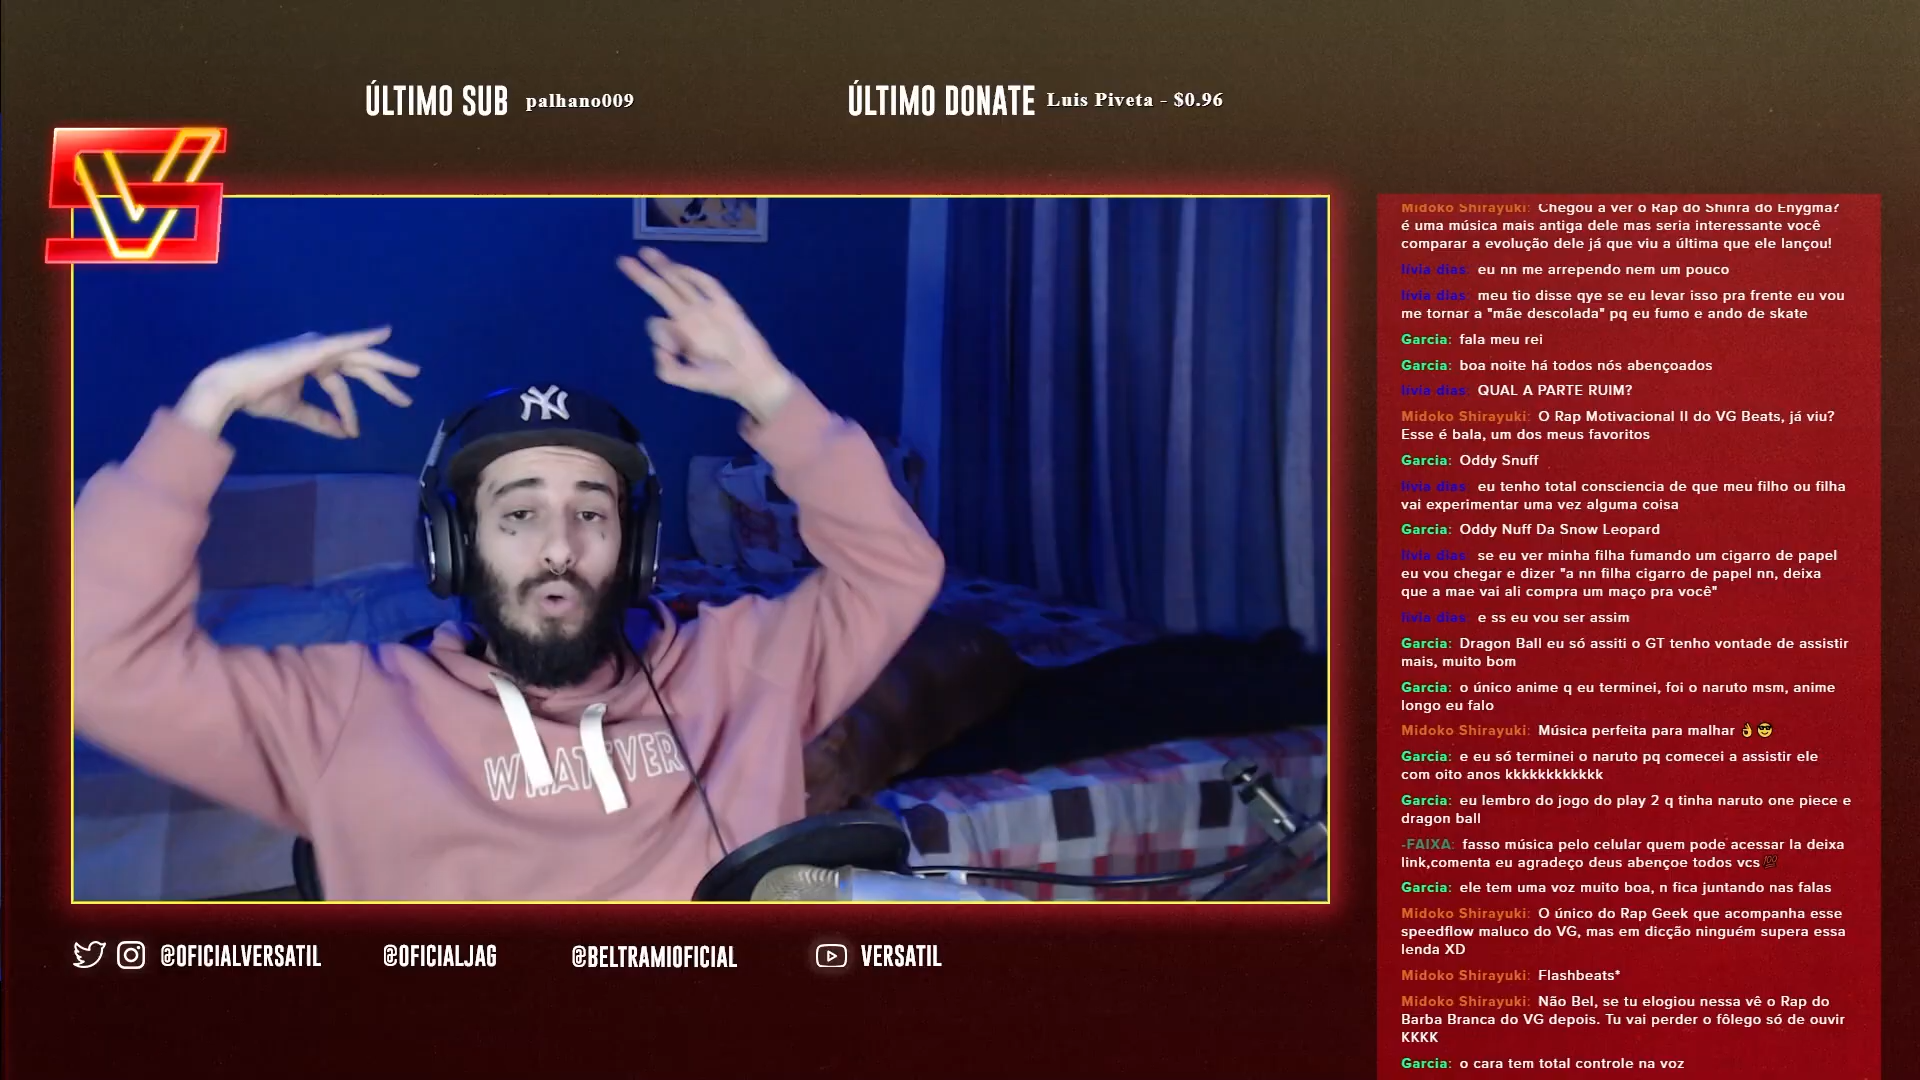 ÚLTIMO SUB palhano009
ÚLTIMO DONATE Luis Piveta - $0.96
SV
NY
WHATEVER
Midoko Shirayuki: Chegou a ver o Rap do Shinra do Enygma?
é uma música mais antiga dele mas seria interessante você
comparar a evolução dele já que viu a última que ele lançou!
lívia dias: eu nn me arrependo nem um pouco
lívia dias: meu tio disse qye se eu levar isso pra frente eu vou
me tornar a "mãe descolada" pq eu fumo e ando de skate
Garcia: fala meu rei
Garcia: boa noite há todos nós abençoados
lívia dias: QUAL A PARTE RUIM?
Midoko Shirayuki: O Rap Motivacional II do VG Beats, já viu?
Esse é bala, um dos meus favoritos
Garcia: Oddy Snuff
lívia dias: eu tenho total consciencia de que meu filho ou filha
vai experimentar uma vez alguma coisa
Garcia: Oddy Nuff Da Snow Leopard
lívia dias: se eu ver minha filha fumando um cigarro de papel
eu vou chegar e dizer "a nn filha cigarro de papel nn, deixa
que a mae vai ali compra um maço pra você"
lívia dias: e ss eu vou ser assim
Garcia: Dragon Ball eu só assiti o GT tenho vontade de assistir
mais, muito bom
Garcia: o único anime q eu terminei, foi o naruto msm, anime
longo eu falo
Midoko Shirayuki: Música perfeita para malhar 👌😎
Garcia: e eu só terminei o naruto pq comecei a assistir ele
com oito anos kkkkkkkkkkkk
Garcia: eu lembro do jogo do play 2 q tinha naruto one piece e
dragon ball
-FAIXA: fasso música pelo celular quem pode acessar la deixa
link,comenta eu agradeço deus abençoe todos vcs💯
Garcia: ele tem uma voz muito boa, n fica juntando nas falas
Midoko Shirayuki: O único do Rap Geek que acompanha esse
speedflow maluco do VG, mas em dicção ninguém supera essa
lenda XD
Midoko Shirayuki: Flashbeats*
Midoko Shirayuki: Não Bel, se tu elogiou nessa vê o Rap do
Barba Branca do VG depois. Tu vai perder o fôlego só de ouvir
KKKK
Garcia: o cara tem total controle na voz
@OFICIALVERSATIL
@OFICIALJAG
@BELTRAMIOFICIAL
VERSATIL